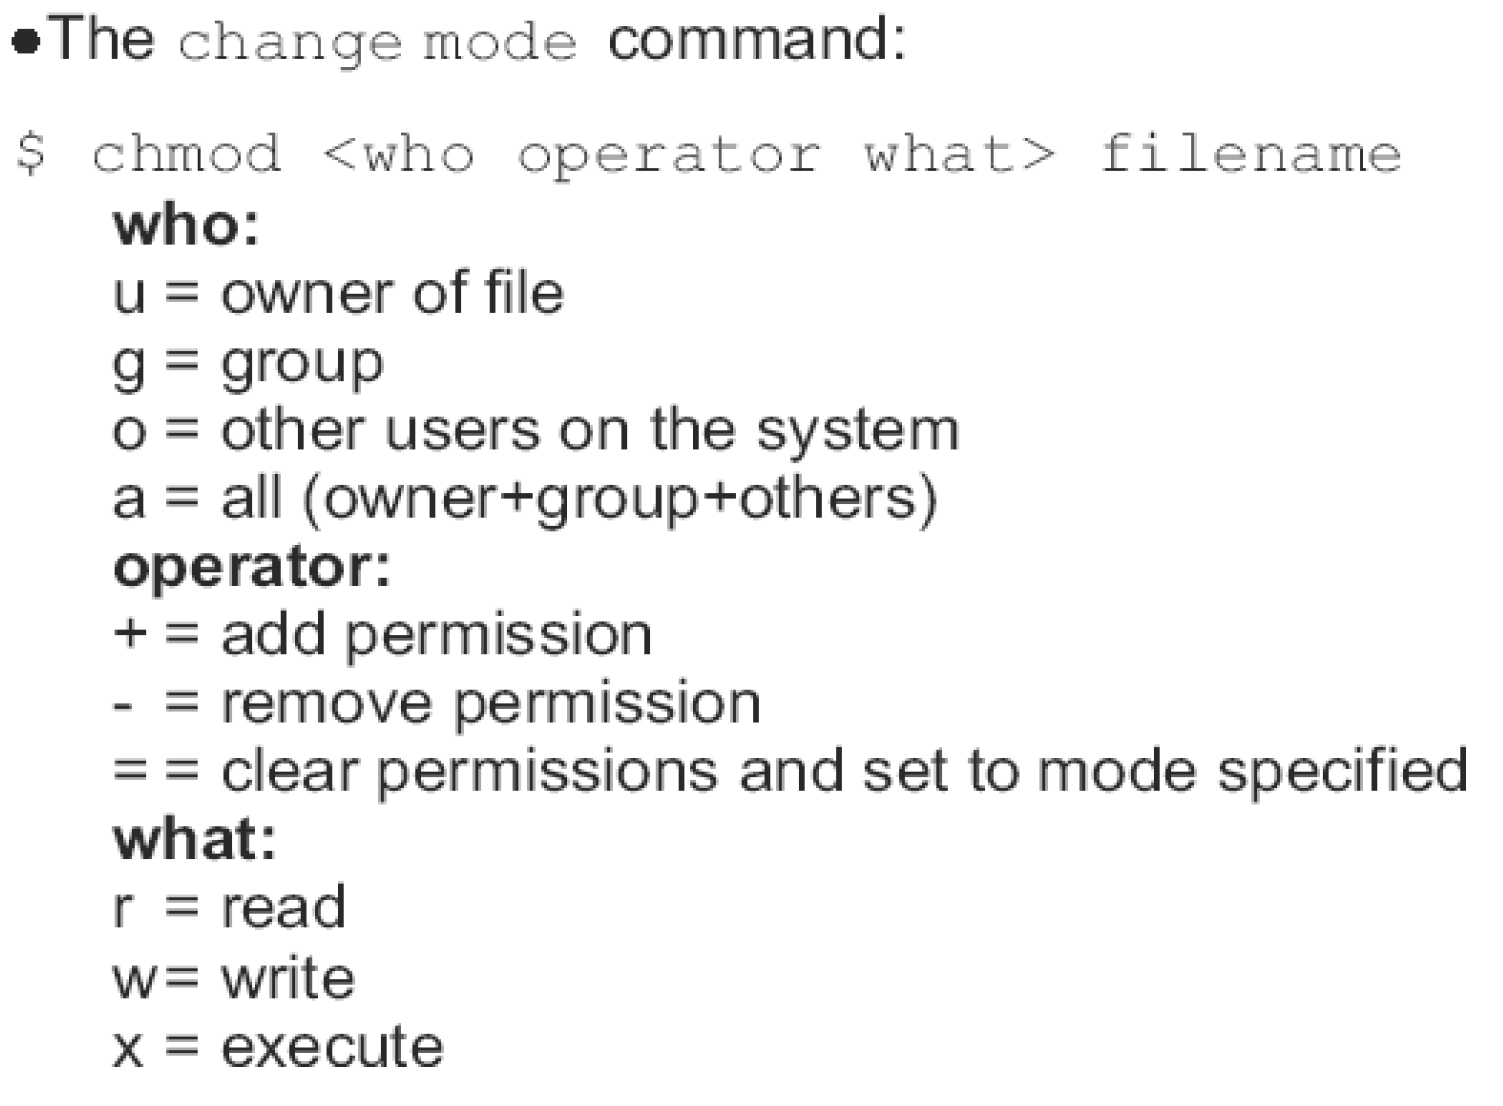 •The change mode command:
$ chmod <who operator what> filename
who:
u = owner of file
g = group
o = other users on the system
a = all (owner+group+others)
operator:
+ = add permission
- = remove permission
= = clear permissions and set to mode specified
what:
r = read
w= write
x = execute